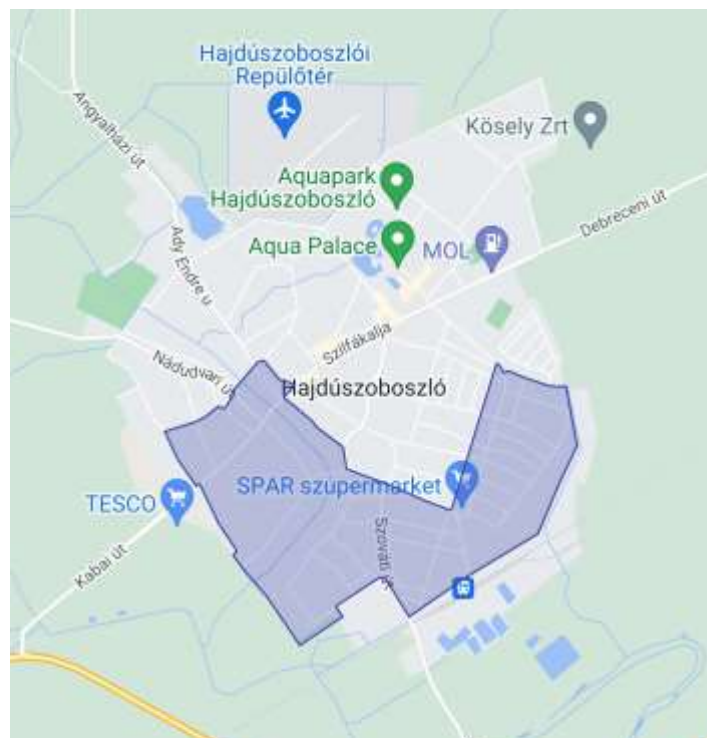 Hajdúszoboszlói
Repülőtér
Angyalházi út
Kösely Zrt
Aquapark
Hajdúszoboszló
Debreceni út
Ady Endre u
Aqua Palace
MOL
Szilfákalja
Nádudvari út
Hajdúszoboszló
SPAR szupermarket
TESCO
Szováti út
Kabai út